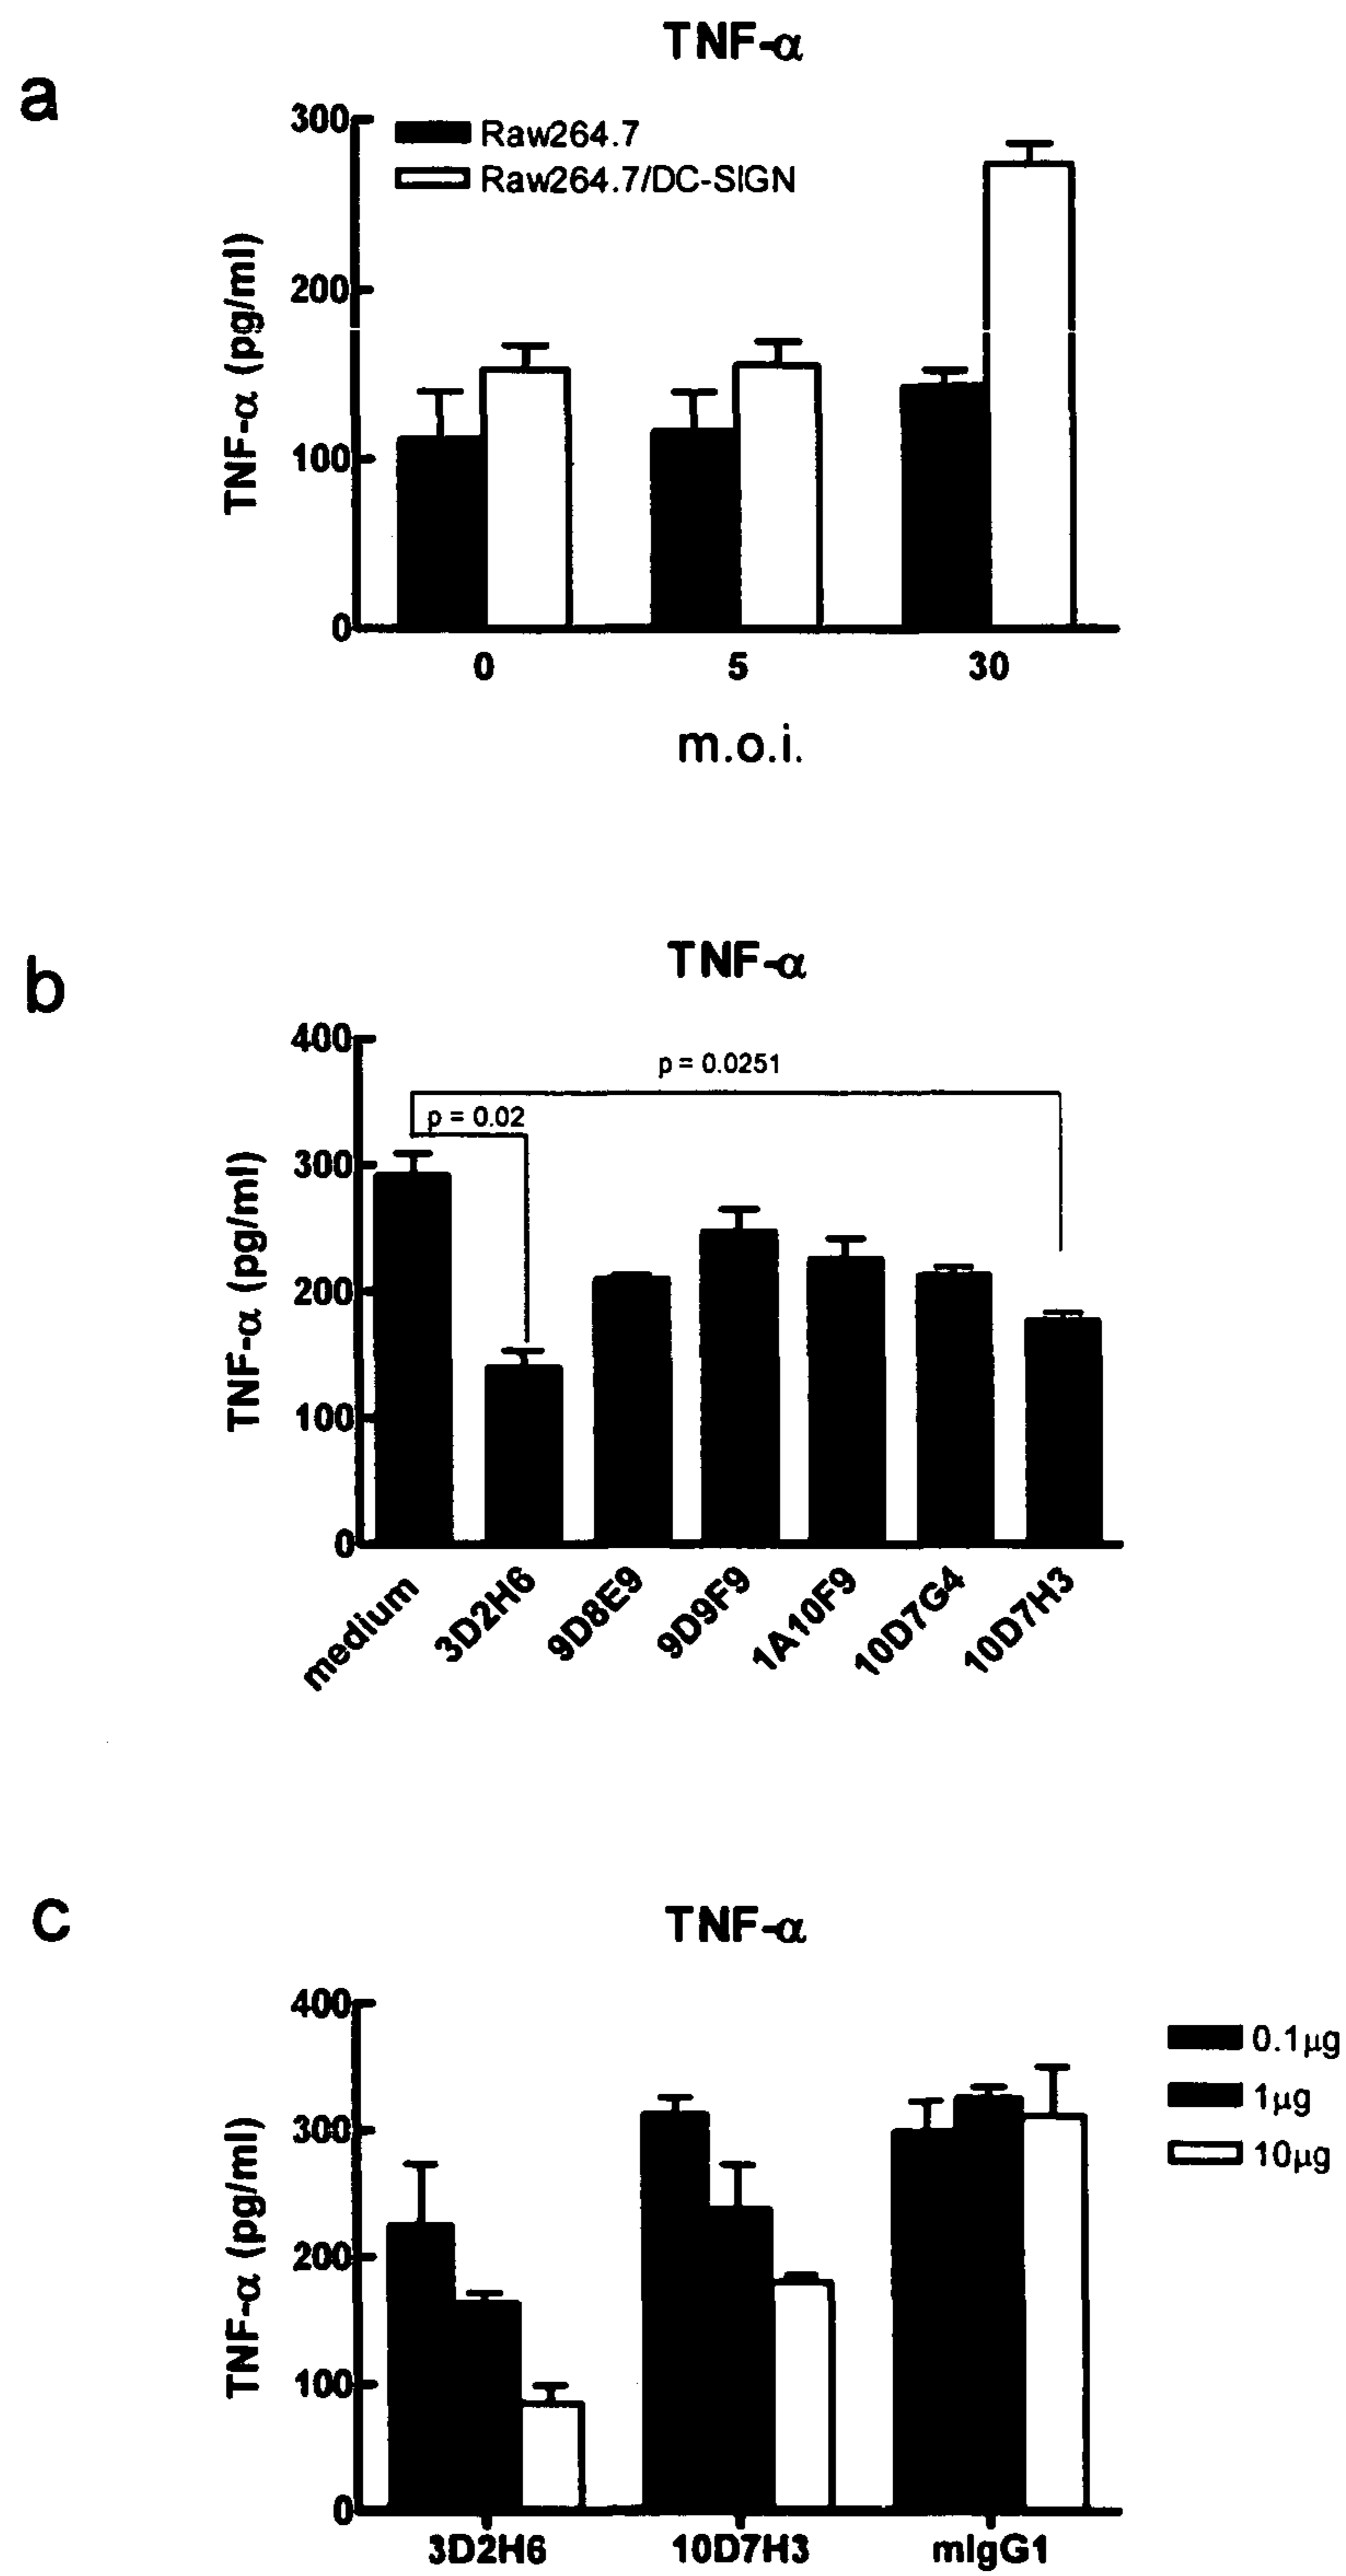 a
TNF-α
300
200
100
0
TNF-α (pg/ml)
Raw264.7
Raw264.7/DC-SIGN
0 5 30
m.o.i.
b
TNF-α
400
300
200
100
0
TNF-α (pg/ml)
p = 0.0251
p = 0.02
medium 3D2H6 9D8E9 9D9F9 1A10F9 10D7G4 10D7H3
c
TNF-α
400
300
200
100
0
TNF-α (pg/ml)
0.1μg
1μg
10μg
3D2H6 10D7H3 mIgG1